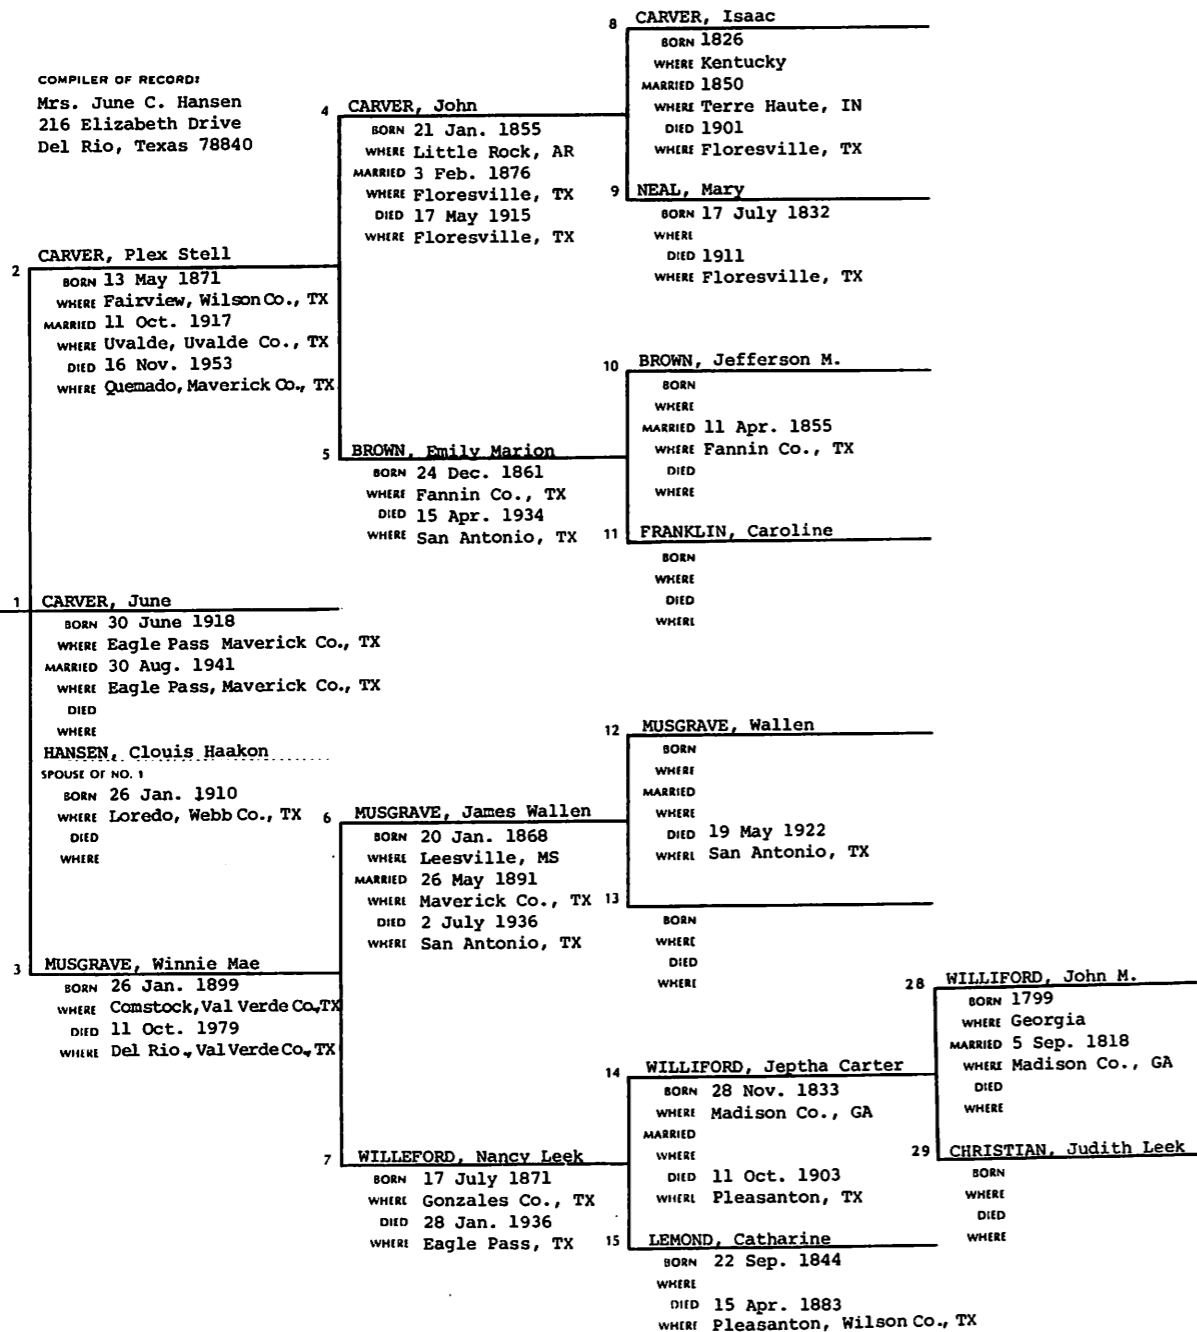 COMPILER OF RECORD:
Mrs. June C. Hansen
216 Elizabeth Drive
Del Rio, Texas 78840
1 CARVER, June
BORN 30 June 1918
WHERE Eagle Pass Maverick Co., TX
MARRIED 30 Aug. 1941
WHERE Eagle Pass, Maverick Co., TX
DIED
WHERE
HANSEN, Clouis Haakon
SPOUSE OF NO. 1
BORN 26 Jan. 1910
WHERE Loredo, Webb Co., TX
DIED
WHERE
2 CARVER, Plex Stell
BORN 13 May 1871
WHERE Fairview, Wilson Co., TX
MARRIED 11 Oct. 1917
WHERE Uvalde, Uvalde Co., TX
DIED 16 Nov. 1953
WHERE Quemado, Maverick Co., TX
3 MUSGRAVE, Winnie Mae
BORN 26 Jan. 1899
WHERE Comstock, Val Verde Co., TX
DIED 11 Oct. 1979
WHERE Del Rio., Val Verde Co., TX
4 CARVER, John
BORN 21 Jan. 1855
WHERE Little Rock, AR
MARRIED 3 Feb. 1876
WHERE Floresville, TX
DIED 17 May 1915
WHERE Floresville, TX
5 BROWN, Emily Marion
BORN 24 Dec. 1861
WHERE Fannin Co., TX
DIED 15 Apr. 1934
WHERE San Antonio, TX
6 MUSGRAVE, James Wallen
BORN 20 Jan. 1868
WHERE Leesville, MS
MARRIED 26 May 1891
WHERE Maverick Co., TX
DIED 2 July 1936
WHERE San Antonio, TX
7 WILLEFORD, Nancy Leek
BORN 17 July 1871
WHERE Gonzales Co., TX
DIED 28 Jan. 1936
WHERE Eagle Pass, TX
8 CARVER, Isaac
BORN 1826
WHERE Kentucky
MARRIED 1850
WHERE Terre Haute, IN
DIED 1901
WHERE Floresville, TX
9 NEAL, Mary
BORN 17 July 1832
WHERE
DIED 1911
WHERE Floresville, TX
10 BROWN, Jefferson M.
BORN
WHERE
MARRIED 11 Apr. 1855
WHERE Fannin Co., TX
DIED
WHERE
11 FRANKLIN, Caroline
BORN
WHERE
DIED
WHERE
12 MUSGRAVE, Wallen
BORN
WHERE
MARRIED
WHERE
DIED 19 May 1922
WHERE San Antonio, TX
13
BORN
WHERE
DIED
WHERE
14 WILLIFORD, Jeptha Carter
BORN 28 Nov. 1833
WHERE Madison Co., GA
MARRIED
WHERE
DIED 11 Oct. 1903
WHERE Pleasanton, TX
15 LEMOND, Catharine
BORN 22 Sep. 1844
WHERE
DIED 15 Apr. 1883
WHERE Pleasanton, Wilson Co., TX
28 WILLIFORD, John M.
BORN 1799
WHERE Georgia
MARRIED 5 Sep. 1818
WHERE Madison Co., GA
DIED
WHERE
29 CHRISTIAN, Judith Leek
BORN
WHERE
DIED
WHERE